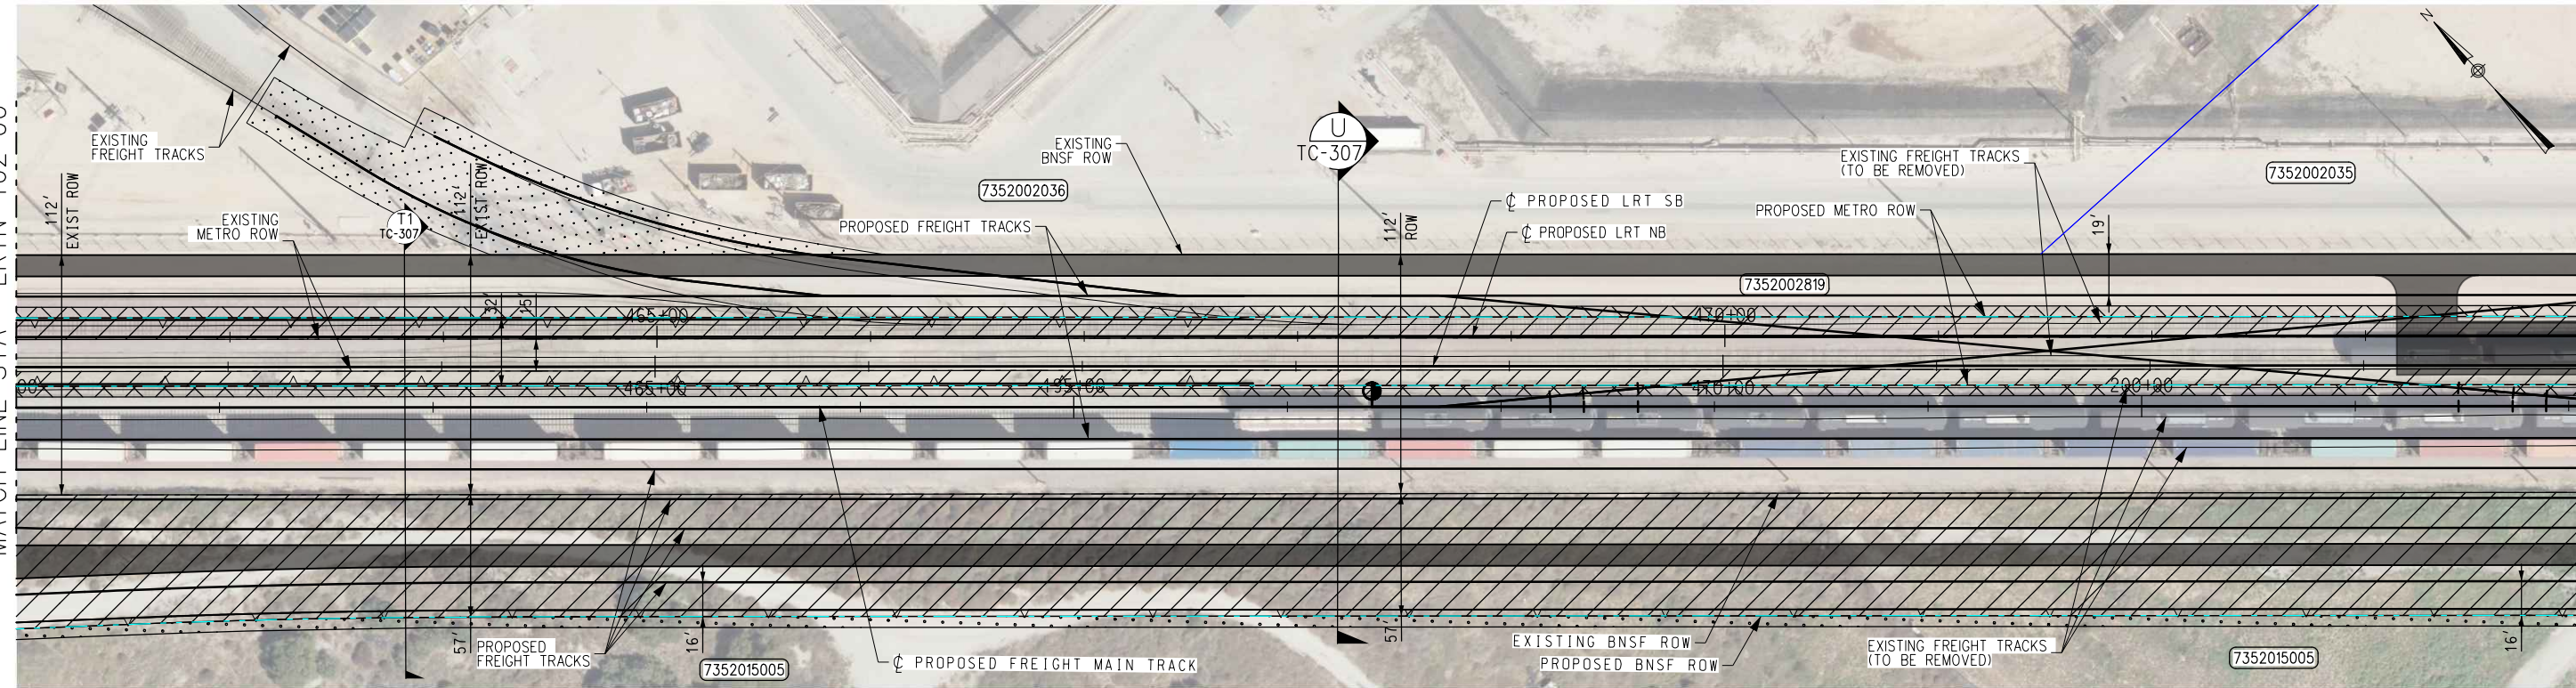 EXISTING
FREIGHT TRACKS
112'
EXIST ROW
EXISTING
METRO ROW
T1
TC-307
112'
EXIST ROW
32'
15'
PROPOSED FREIGHT TRACKS
7352002036
EXISTING
BNSF ROW
U
TC-307
112'
ROW
℄ PROPOSED LRT SB
℄ PROPOSED LRT NB
PROPOSED METRO ROW
EXISTING FREIGHT TRACKS
(TO BE REMOVED)
7352002819
19'
7352002035
N
465+00
470+00
465+00
195+00
470+00
200+00
57'
PROPOSED
FREIGHT TRACKS
16'
7352015005
℄ PROPOSED FREIGHT MAIN TRACK
57'
EXISTING BNSF ROW
PROPOSED BNSF ROW
EXISTING FREIGHT TRACKS
(TO BE REMOVED)
7352015005
16'